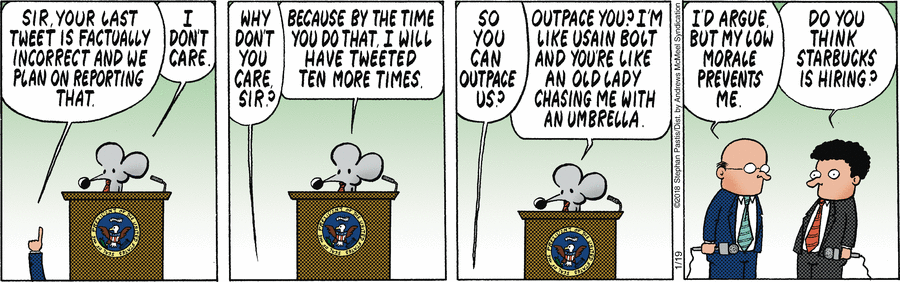 SIR, YOUR LAST
TWEET IS FACTUALLY
INCORRECT AND WE
PLAN ON REPORTING
THAT.
I
DON'T
CARE.
WHY
DON'T
YOU
CARE,
SIR?
BECAUSE BY THE TIME
YOU DO THAT, I WILL
HAVE TWEETED
TEN MORE TIMES.
SO
YOU
CAN
OUTPACE
US?
OUTPACE YOU? I'M
LIKE USAIN BOLT
AND YOU'RE LIKE
AN OLD LADY
CHASING ME WITH
AN UMBRELLA.
©2018 Stephan Pastis/Dist. by Andrews McMeel Syndication
1/19
I'D ARGUE,
BUT MY LOW
MORALE
PREVENTS
ME.
DO YOU
THINK
STARBUCKS
IS HIRING?